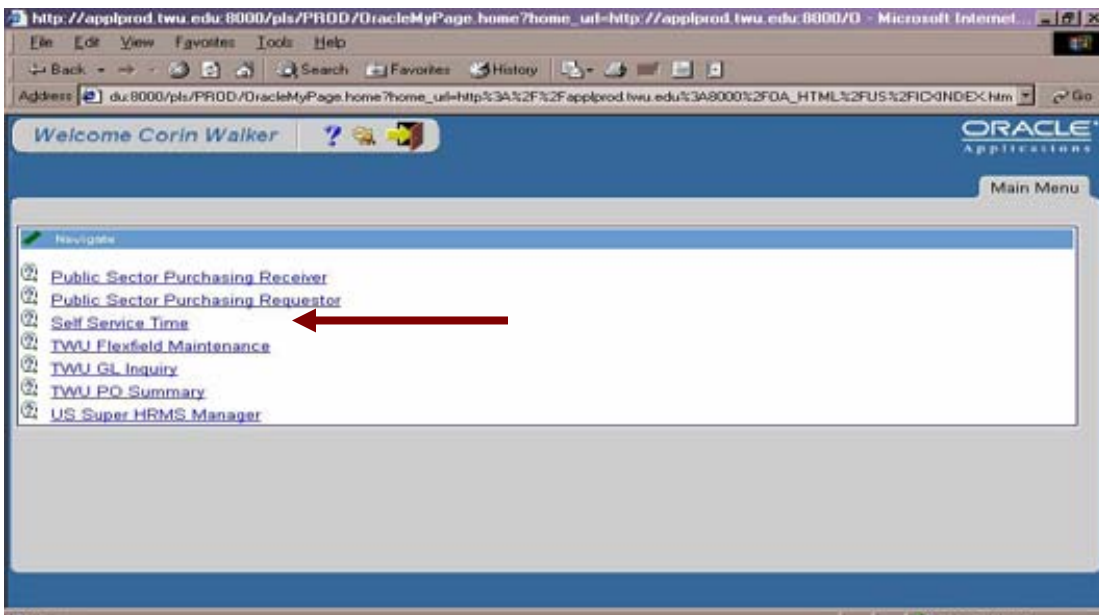 http://applprod.twu.edu:8000/pls/PROD/OracleMyPage.home?home_url=http://applprod.twu.edu:8000/O - Microsoft Internet...
File Edit View Favorites Tools Help
Back Search Favorites History
Address du:8000/pls/PROD/OracleMyPage.home?home_url=http%3A%2F%2Fapplprod.twu.edu%3A8000%2FOA_HTML%2FUS%2FICXINDEX.htm Go
Welcome Corin Walker ORACLE
Applications
Main Menu
Navigate
Public Sector Purchasing Receiver
Public Sector Purchasing Requestor
Self Service Time
TWU Flexfield Maintenance
TWU GL Inquiry
TWU PO Summary
US Super HRMS Manager